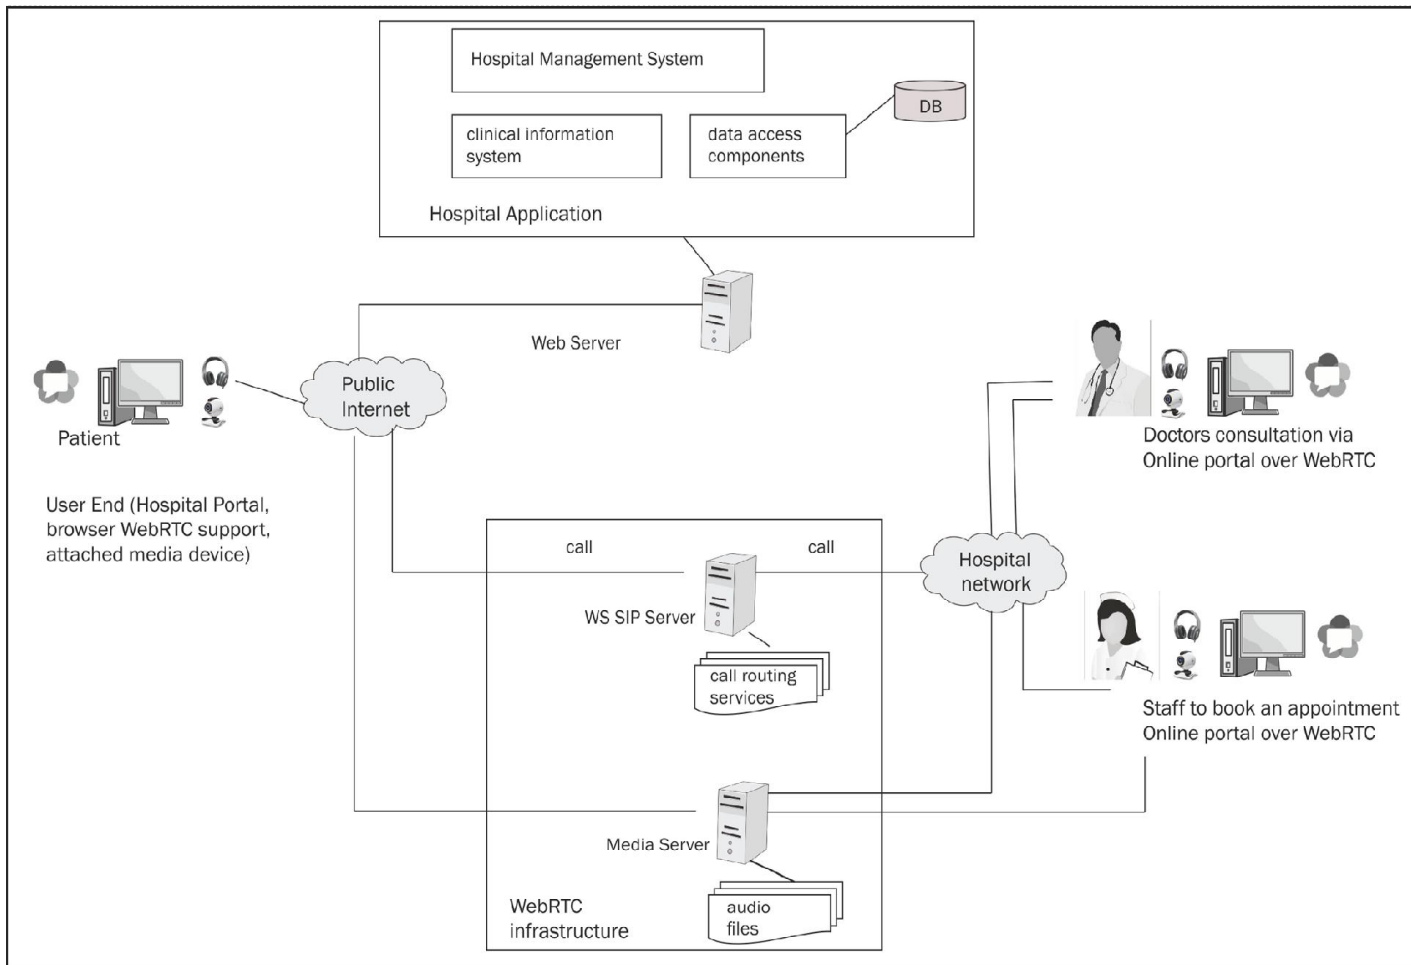 Hospital Management System
DB
clinical information
system
data access
components
Hospital Application
Web Server
Public
Internet
Patient
User End (Hospital Portal,
browser WebRTC support,
attached media device)
Doctors consultation via
Online portal over WebRTC
call
call
Hospital
network
WS SIP Server
call routing
services
Staff to book an appointment
Online portal over WebRTC
Media Server
audio
files
WebRTC
infrastructure